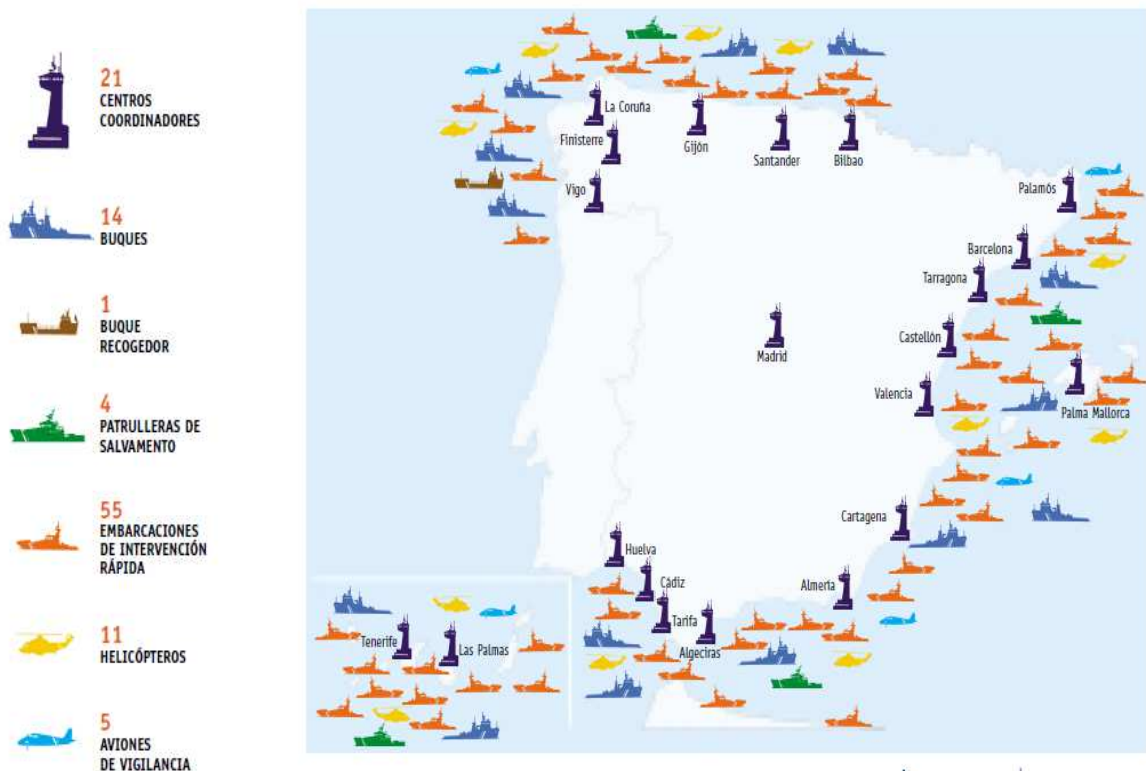 21
CENTROS
COORDINADORES
14
BUQUES
1
BUQUE
RECOGEDOR
4
PATRULLERAS DE
SALVAMENTO
55
EMBARCACIONES
DE INTERVENCIÓN
RÁPIDA
11
HELICÓPTEROS
5
AVIONES
DE VIGILANCIA
La Coruña
Finisterre
Vigo
Gijón
Santander
Bilbao
Palamós
Barcelona
Tarragona
Castellón
Valencia
Palma Mallorca
Madrid
Cartagena
Almería
Huelva
Cádiz
Tarifa
Algeciras
Tenerife
Las Palmas